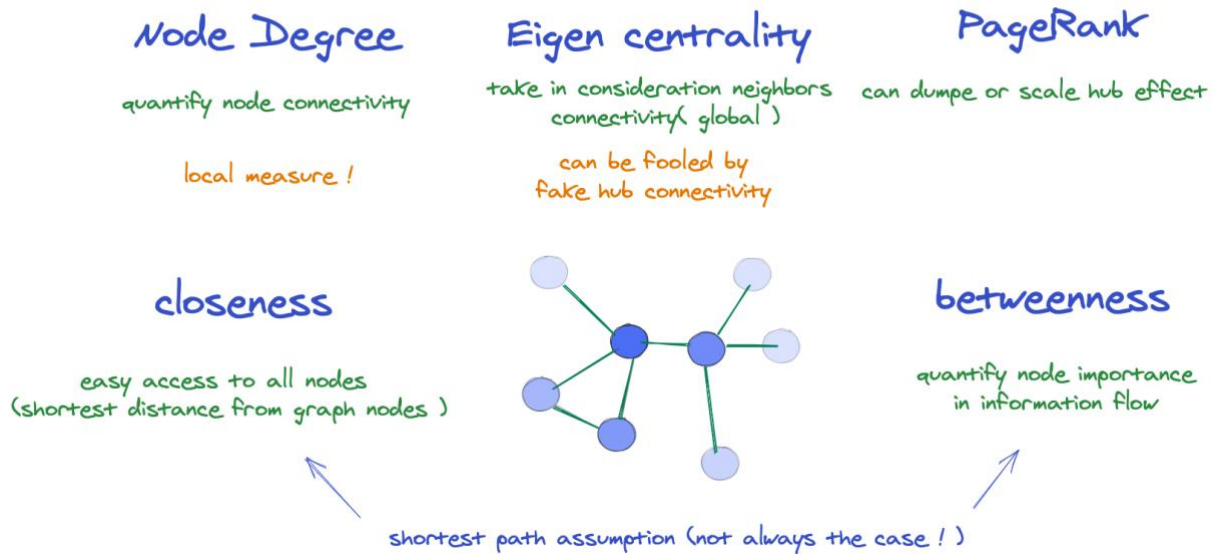 Node Degree
quantify node connectivity
local measure !
Eigen centrality
take in consideration neighbors
connectivity( global )
can be fooled by
fake hub connectivity
PageRank
can dumpe or scale hub effect
closeness
easy access to all nodes
(shortest distance from graph nodes )
betweenness
quantify node importance
in information flow
shortest path assumption (not always the case ! )